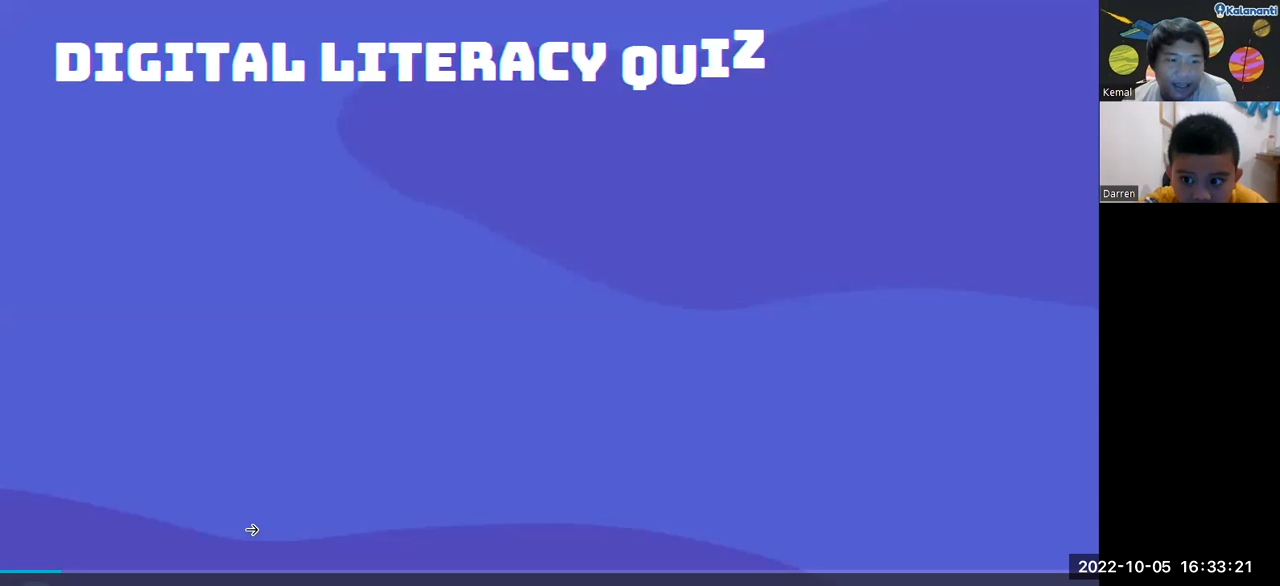 DIGITAL LITERACY QUIZ
Kalananti
Kemal
Darren
2022-10-05 16:33:21